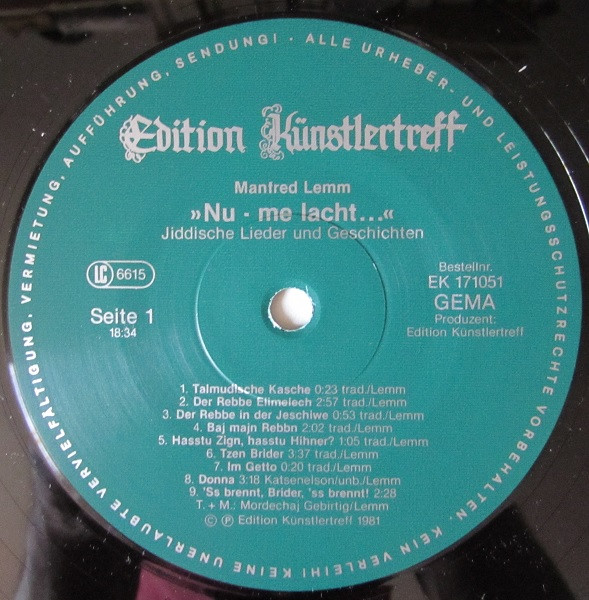 ALLE URHEBER- UND LEISTUNGSSCHUTZRECHTE VORBEHALTEN. KEIN VERLEIH! KEINE UNERLAUBTE VERVIELFÄLTIGUNG, VERMIETUNG, AUFFÜHRUNG, SENDUNG! ·
Edition Künstlertreff
Manfred Lemm
»Nu - me lacht...«
Jiddische Lieder und Geschichten
LC 6615
Seite 1
18:34
Bestellnr.
EK 171051
GEMA
Produzent:
Edition Künstlertreff
1. Talmudische Kasche 0:23 trad./Lemm
2. Der Rebbe Elimelech 2:57 trad./Lemm
3. Der Rebbe in der Jeschiwe 0:53 trad./Lemm
4. Baj majn Rebbn 2:02 trad./Lemm
5. Hasstu Zign, hasstu Hihner? 1:05 trad./Lemm
6. Tzen Brider 3:37 trad./Lemm
7. Im Getto 0:20 trad./Lemm
8. Donna 3:18 Katsenelson/unb./Lemm
9. 'Ss brennt, Brider, 'ss brennt! 2:28
T. + M.: Mordechaj Gebirtig/Lemm
© ℗ Edition Künstlertreff 1981